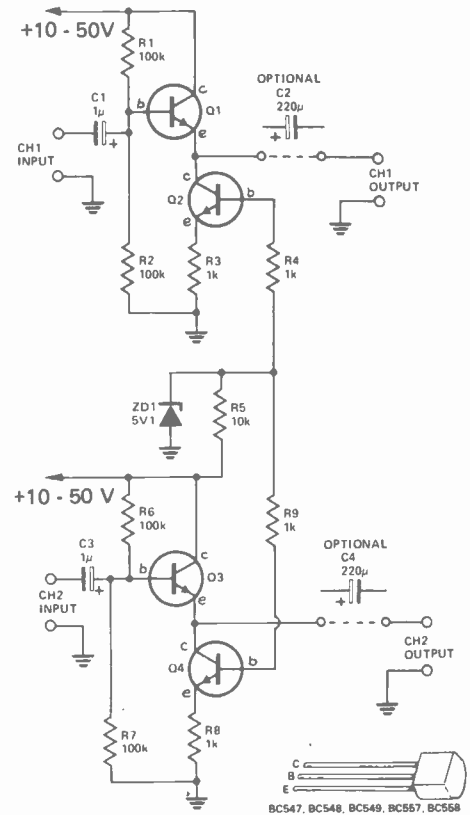 +10 - 50V
R1
100k
C1
1µ
+
b
c
Q1
e
CH1
INPUT
OPTIONAL
C2
220µ
+
CH1
OUTPUT
c
Q2
b
e
R2
100k
R3
1k
R4
1k
ZD1
5V1
R5
10k
+10 - 50 V
R6
100k
R9
1k
C3
1µ
+
b
c
Q3
e
CH2
INPUT
OPTIONAL
C4
220µ
+
CH2
OUTPUT
c
Q4
b
e
R7
100k
R8
1k
C
B
E
BC547, BC548, BC549, BC557, BC558